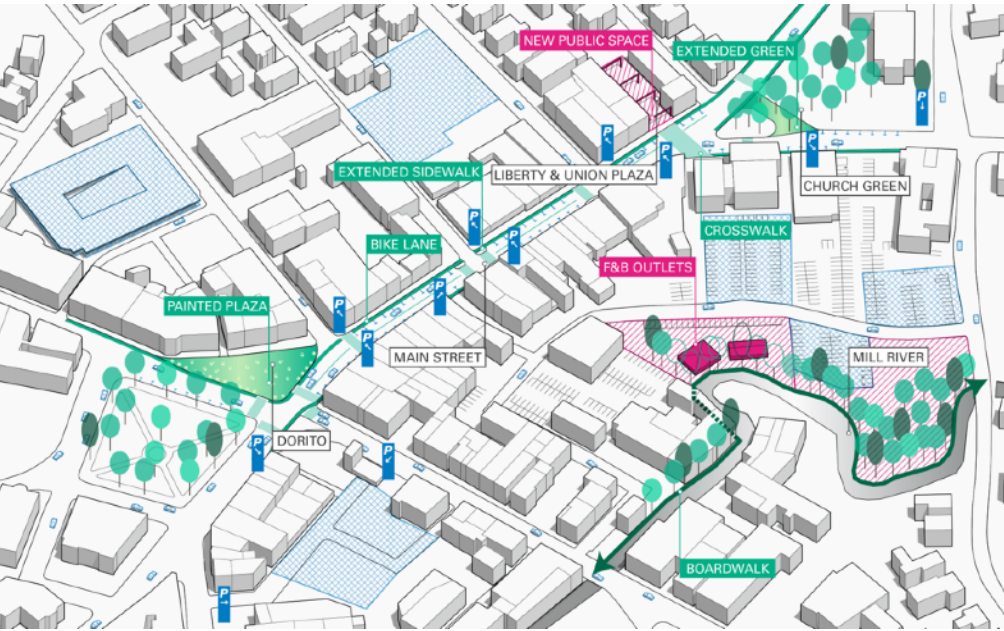 NEW PUBLIC SPACE
EXTENDED GREEN
P
P
P
P
EXTENDED SIDEWALK
LIBERTY & UNION PLAZA
CHURCH GREEN
P
BIKE LANE
P
CROSSWALK
F&B OUTLETS
P
PAINTED PLAZA
P
P
MAIN STREET
MILL RIVER
DORITO
P
P
BOARDWALK
P